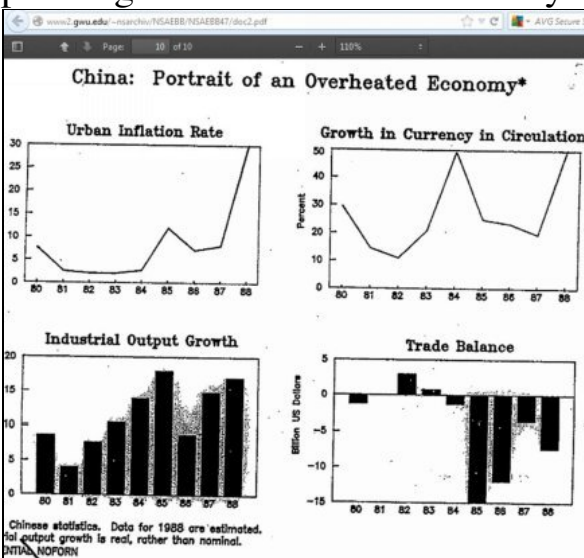 www2.gwu.edu/~nsarchiv/NSAEBB/NSAEBB47/doc2.pdf
AVG Secure S
Page: 10 of 10 − + 110%
China: Portrait of an Overheated Economy*
Urban Inflation Rate
30
25
20
15
10
5
0
80 81 82 83 84 85 86 87 88
Growth in Currency in Circulation
Percent
50
40
30
20
10
0
80 81 82 83 84 85 86 87 88
Industrial Output Growth
20
15
10
5
0
80 81 82 83 84 85 86 87 88
Trade Balance
Billion US Dollars
5
0
−5
−10
−15
80 81 82 83 84 85 86 87 88
Chinese statistics. Data for 1988 are estimated.
ial output growth is real, rather than nominal.
ENTIAL NOFORN